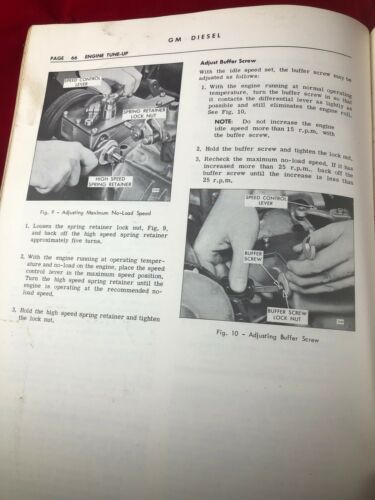 GM DIESEL
PAGE 66 ENGINE TUNE-UP
SPEED CONTROL
LEVER
SPRING RETAINER
LOCK NUT
HIGH SPEED
SPRING RETAINER
Fig. 9 - Adjusting Maximum No-Load Speed
1. Loosen the spring retainer lock nut, Fig. 9,
and back off the high speed spring retainer
approximately five turns.
2. With the engine running at operating temper-
ature and no-load on the engine, place the speed
control lever in the maximum speed position.
Turn the high speed spring retainer until the
engine is operating at the recommended no-
load speed.
3. Hold the high speed spring retainer and tighten
the lock nut.
Adjust Buffer Screw
With the idle speed set, the buffer screw may be
adjusted as follows:
1. With the engine running at normal operating
temperature, turn the buffer screw in so that
it contacts the differential lever as lightly as
possible and still eliminates the engine roll.
See Fig. 10.
NOTE: Do not increase the engine
idle speed more than 15 r.p.m. with
the buffer screw.
2. Hold the buffer screw and tighten the lock nut.
3. Recheck the maximum no-load speed. If it has
increased more than 25 r.p.m. back off the
buffer screw until the increase is less than
25 r.p.m.
SPEED CONTROL
LEVER
BUFFER
SCREW
BUFFER SCREW
LOCK NUT
Fig. 10 - Adjusting Buffer Screw